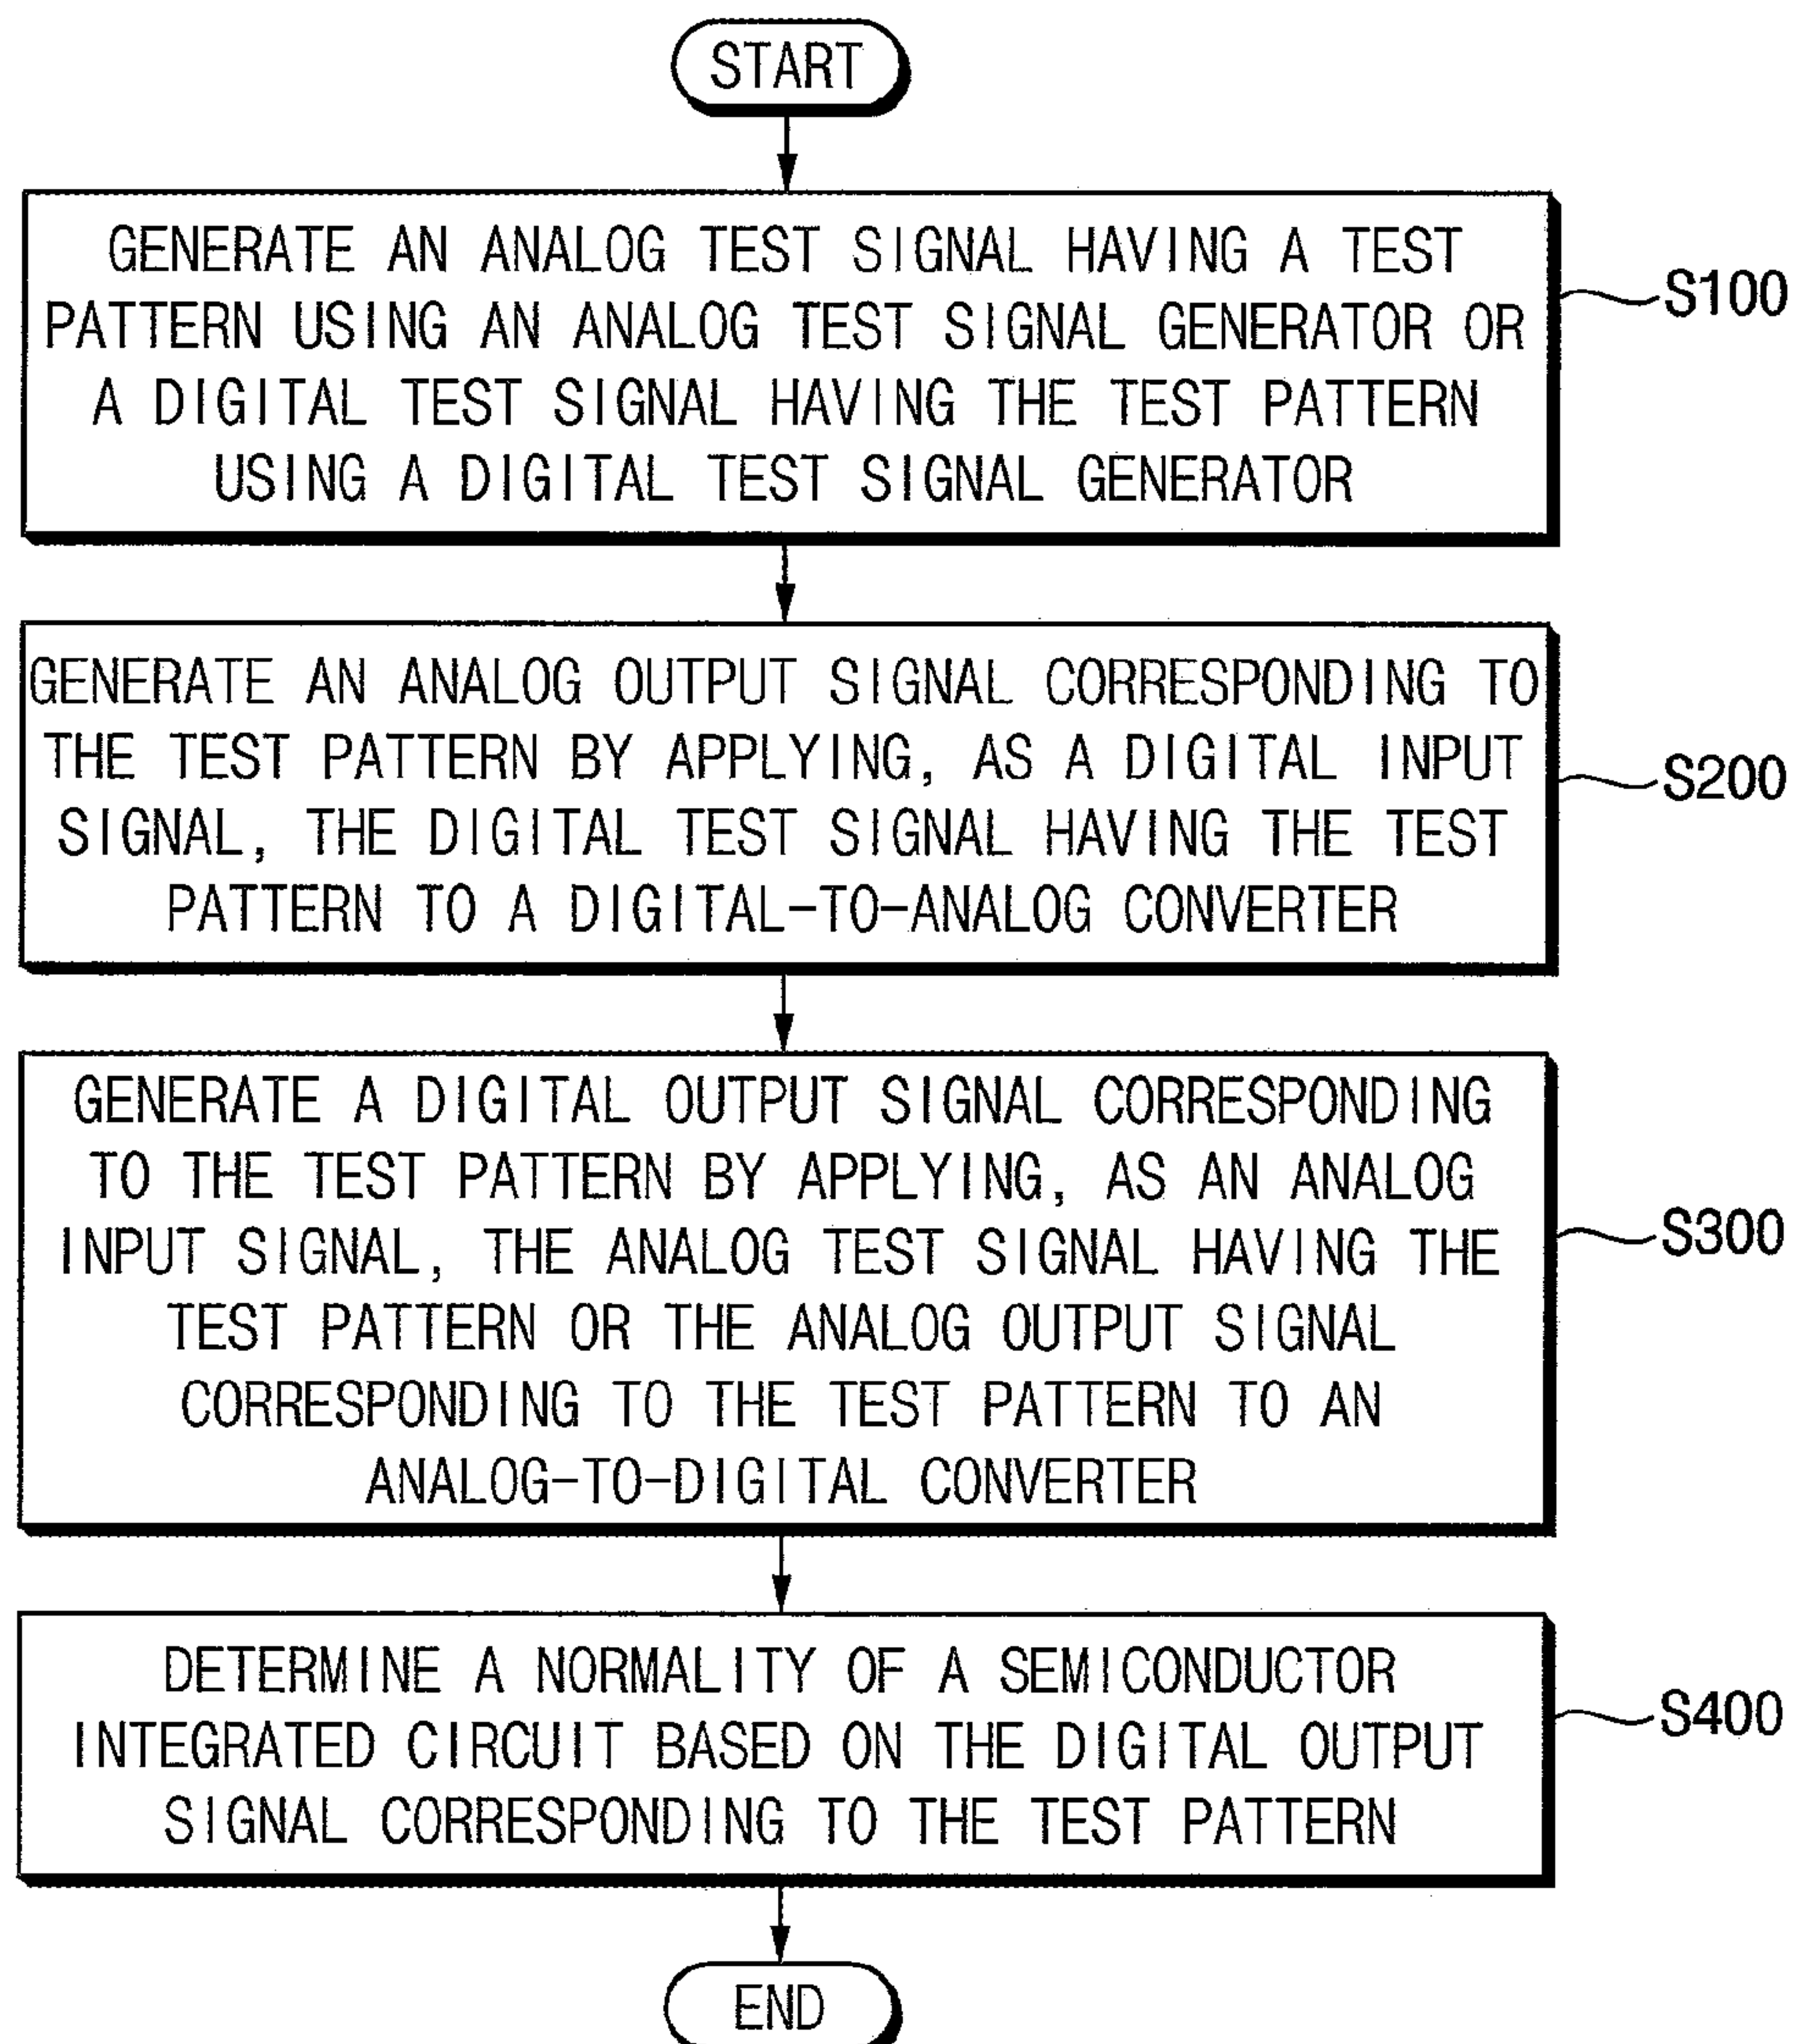 START
GENERATE AN ANALOG TEST SIGNAL HAVING A TEST
PATTERN USING AN ANALOG TEST SIGNAL GENERATOR OR
A DIGITAL TEST SIGNAL HAVING THE TEST PATTERN
USING A DIGITAL TEST SIGNAL GENERATOR
S100
GENERATE AN ANALOG OUTPUT SIGNAL CORRESPONDING TO
THE TEST PATTERN BY APPLYING, AS A DIGITAL INPUT
SIGNAL, THE DIGITAL TEST SIGNAL HAVING THE TEST
PATTERN TO A DIGITAL-TO-ANALOG CONVERTER
S200
GENERATE A DIGITAL OUTPUT SIGNAL CORRESPONDING
TO THE TEST PATTERN BY APPLYING, AS AN ANALOG
INPUT SIGNAL, THE ANALOG TEST SIGNAL HAVING THE
TEST PATTERN OR THE ANALOG OUTPUT SIGNAL
CORRESPONDING TO THE TEST PATTERN TO AN
ANALOG-TO-DIGITAL CONVERTER
S300
DETERMINE A NORMALITY OF A SEMICONDUCTOR
INTEGRATED CIRCUIT BASED ON THE DIGITAL OUTPUT
SIGNAL CORRESPONDING TO THE TEST PATTERN
S400
END